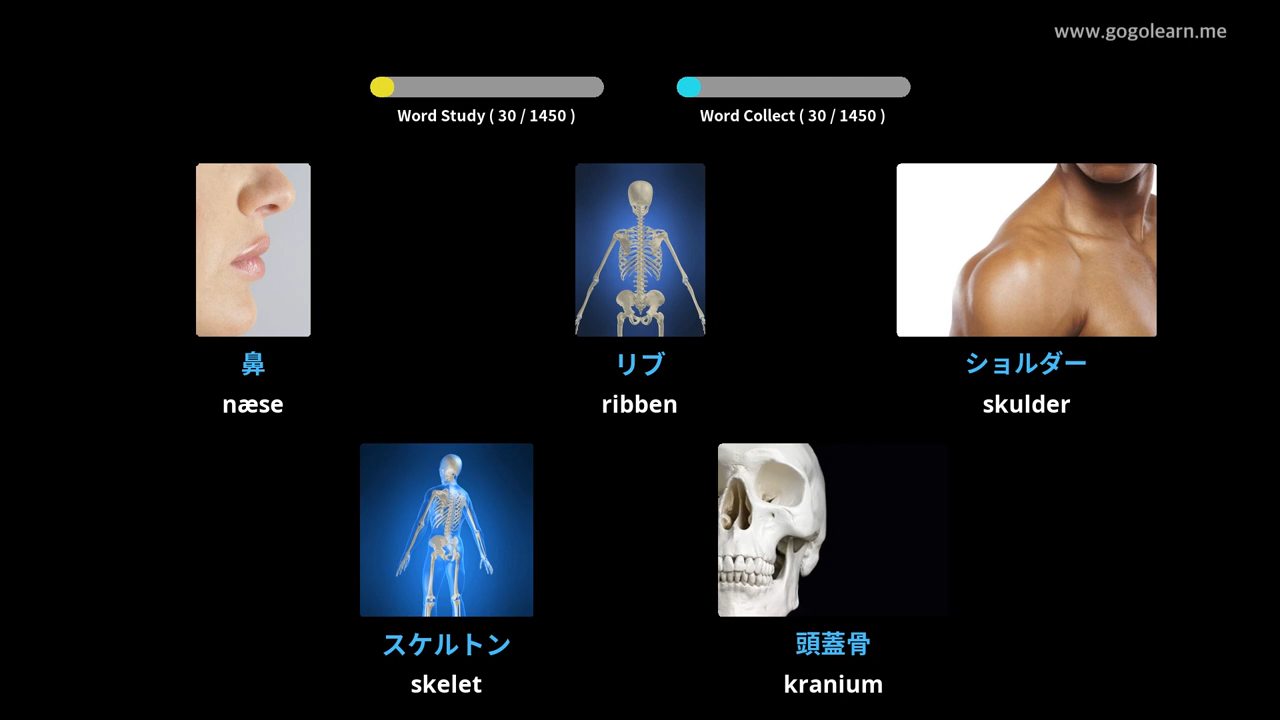 www.gogolearn.me
Word Study ( 30 / 1450 )
Word Collect ( 30 / 1450 )
鼻
リブ
ショルダー
næse
ribben
skulder
スケルトン
頭蓋骨
skelet
kranium